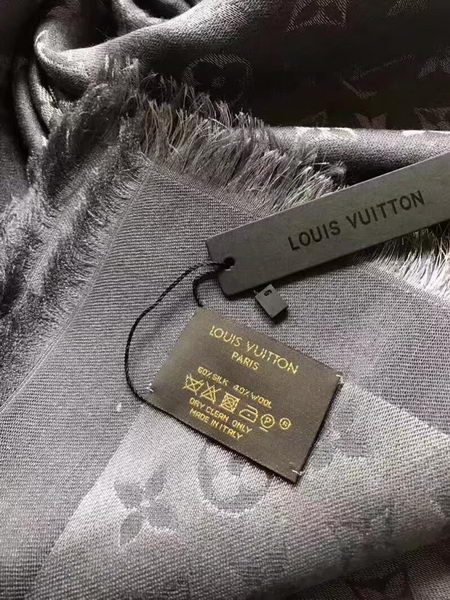 LOUIS VUITTON
LOUIS VUITTON
PARIS
60%SILK 40%WOOL
P
DRY CLEAN ONLY
MADE IN ITALY